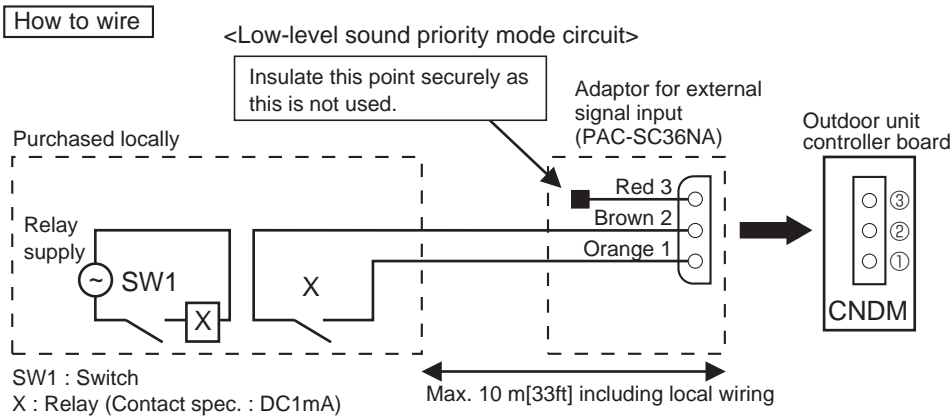 How to wire
<Low-level sound priority mode circuit>
Insulate this point securely as
this is not used.
Adaptor for external
signal input
(PAC-SC36NA)
Outdoor unit
controller board
Purchased locally
Relay
supply
~
SW1
X
X
Red 3
Brown 2
Orange 1
③
②
①
CNDM
SW1 : Switch
X : Relay (Contact spec. : DC1mA)
Max. 10 m[33ft] including local wiring